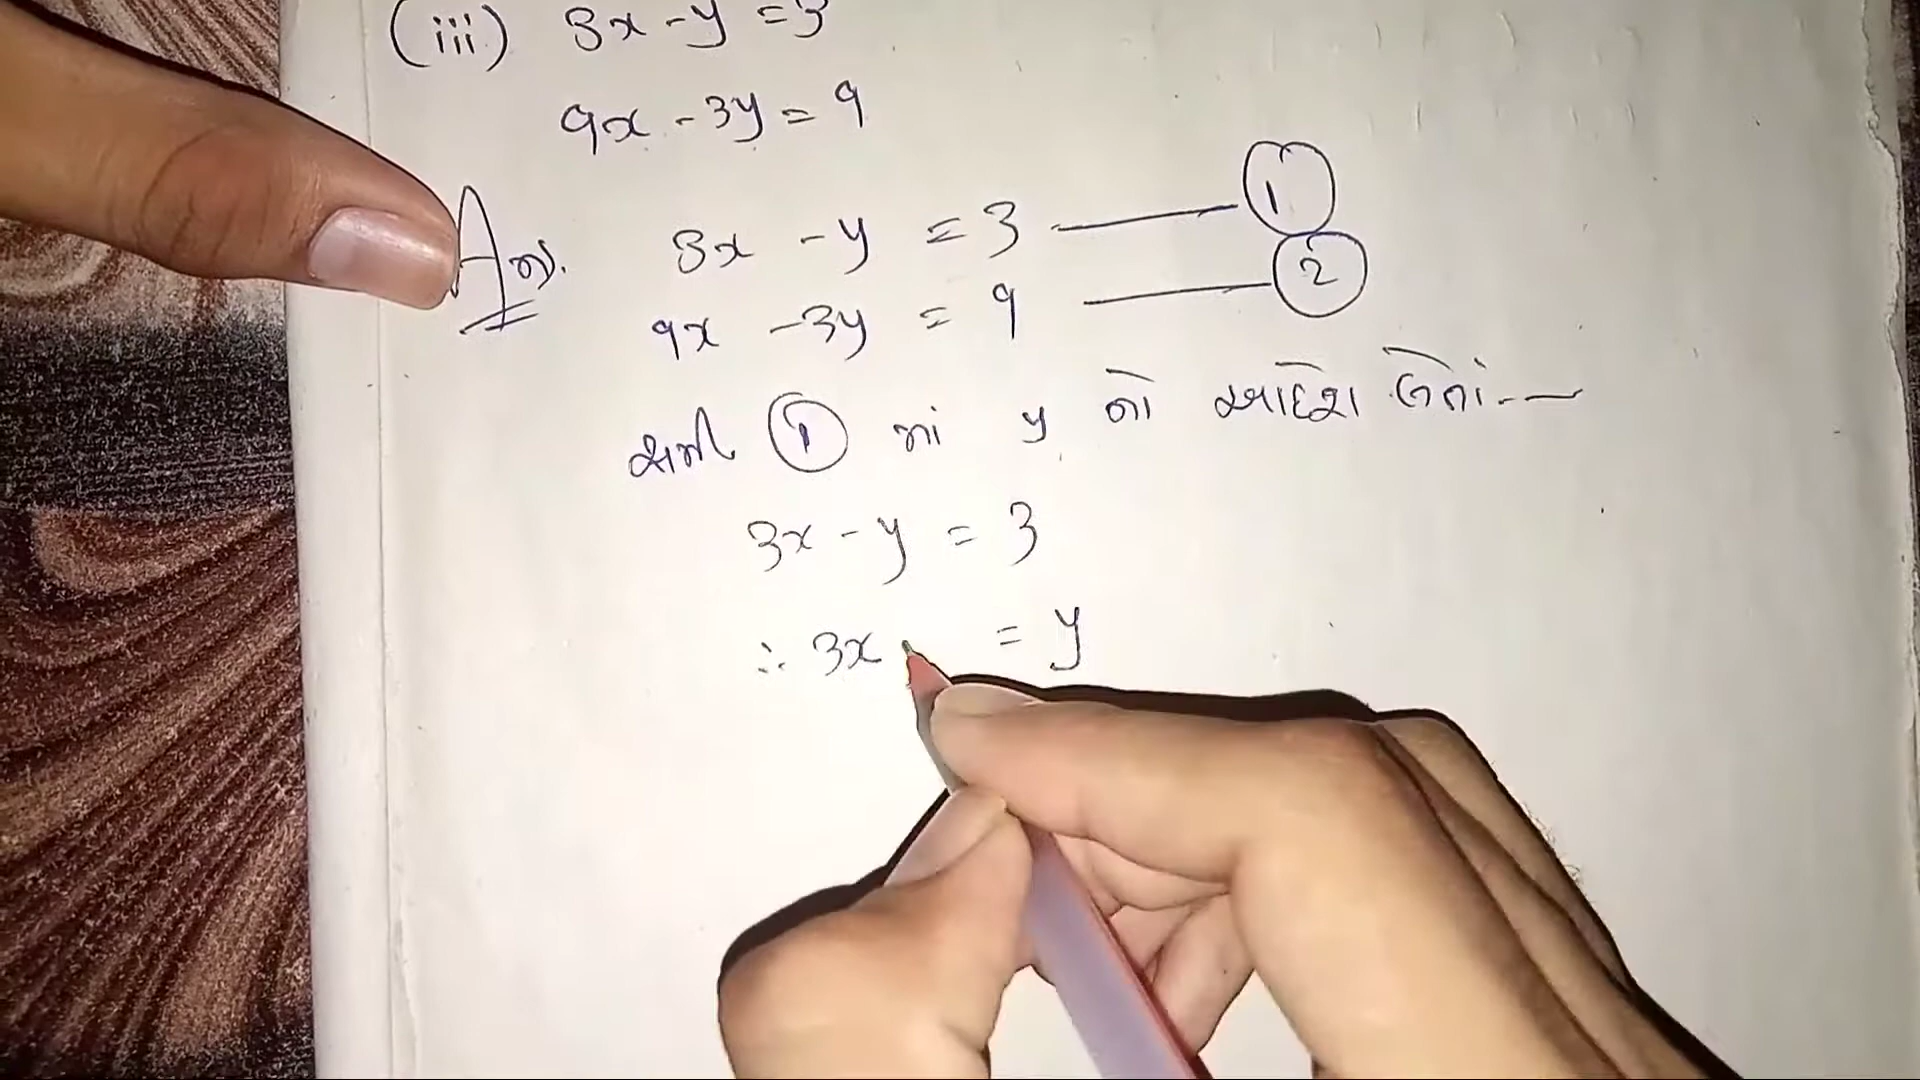 (iii) 3x - y = 3
9x - 3y = 9
Ans. 3x - y = 3 —— 1
9x - 3y = 9 —— 2
સમી 1 માં y નો આદેશ લેતાં.—
3x - y = 3
∴ 3x = y